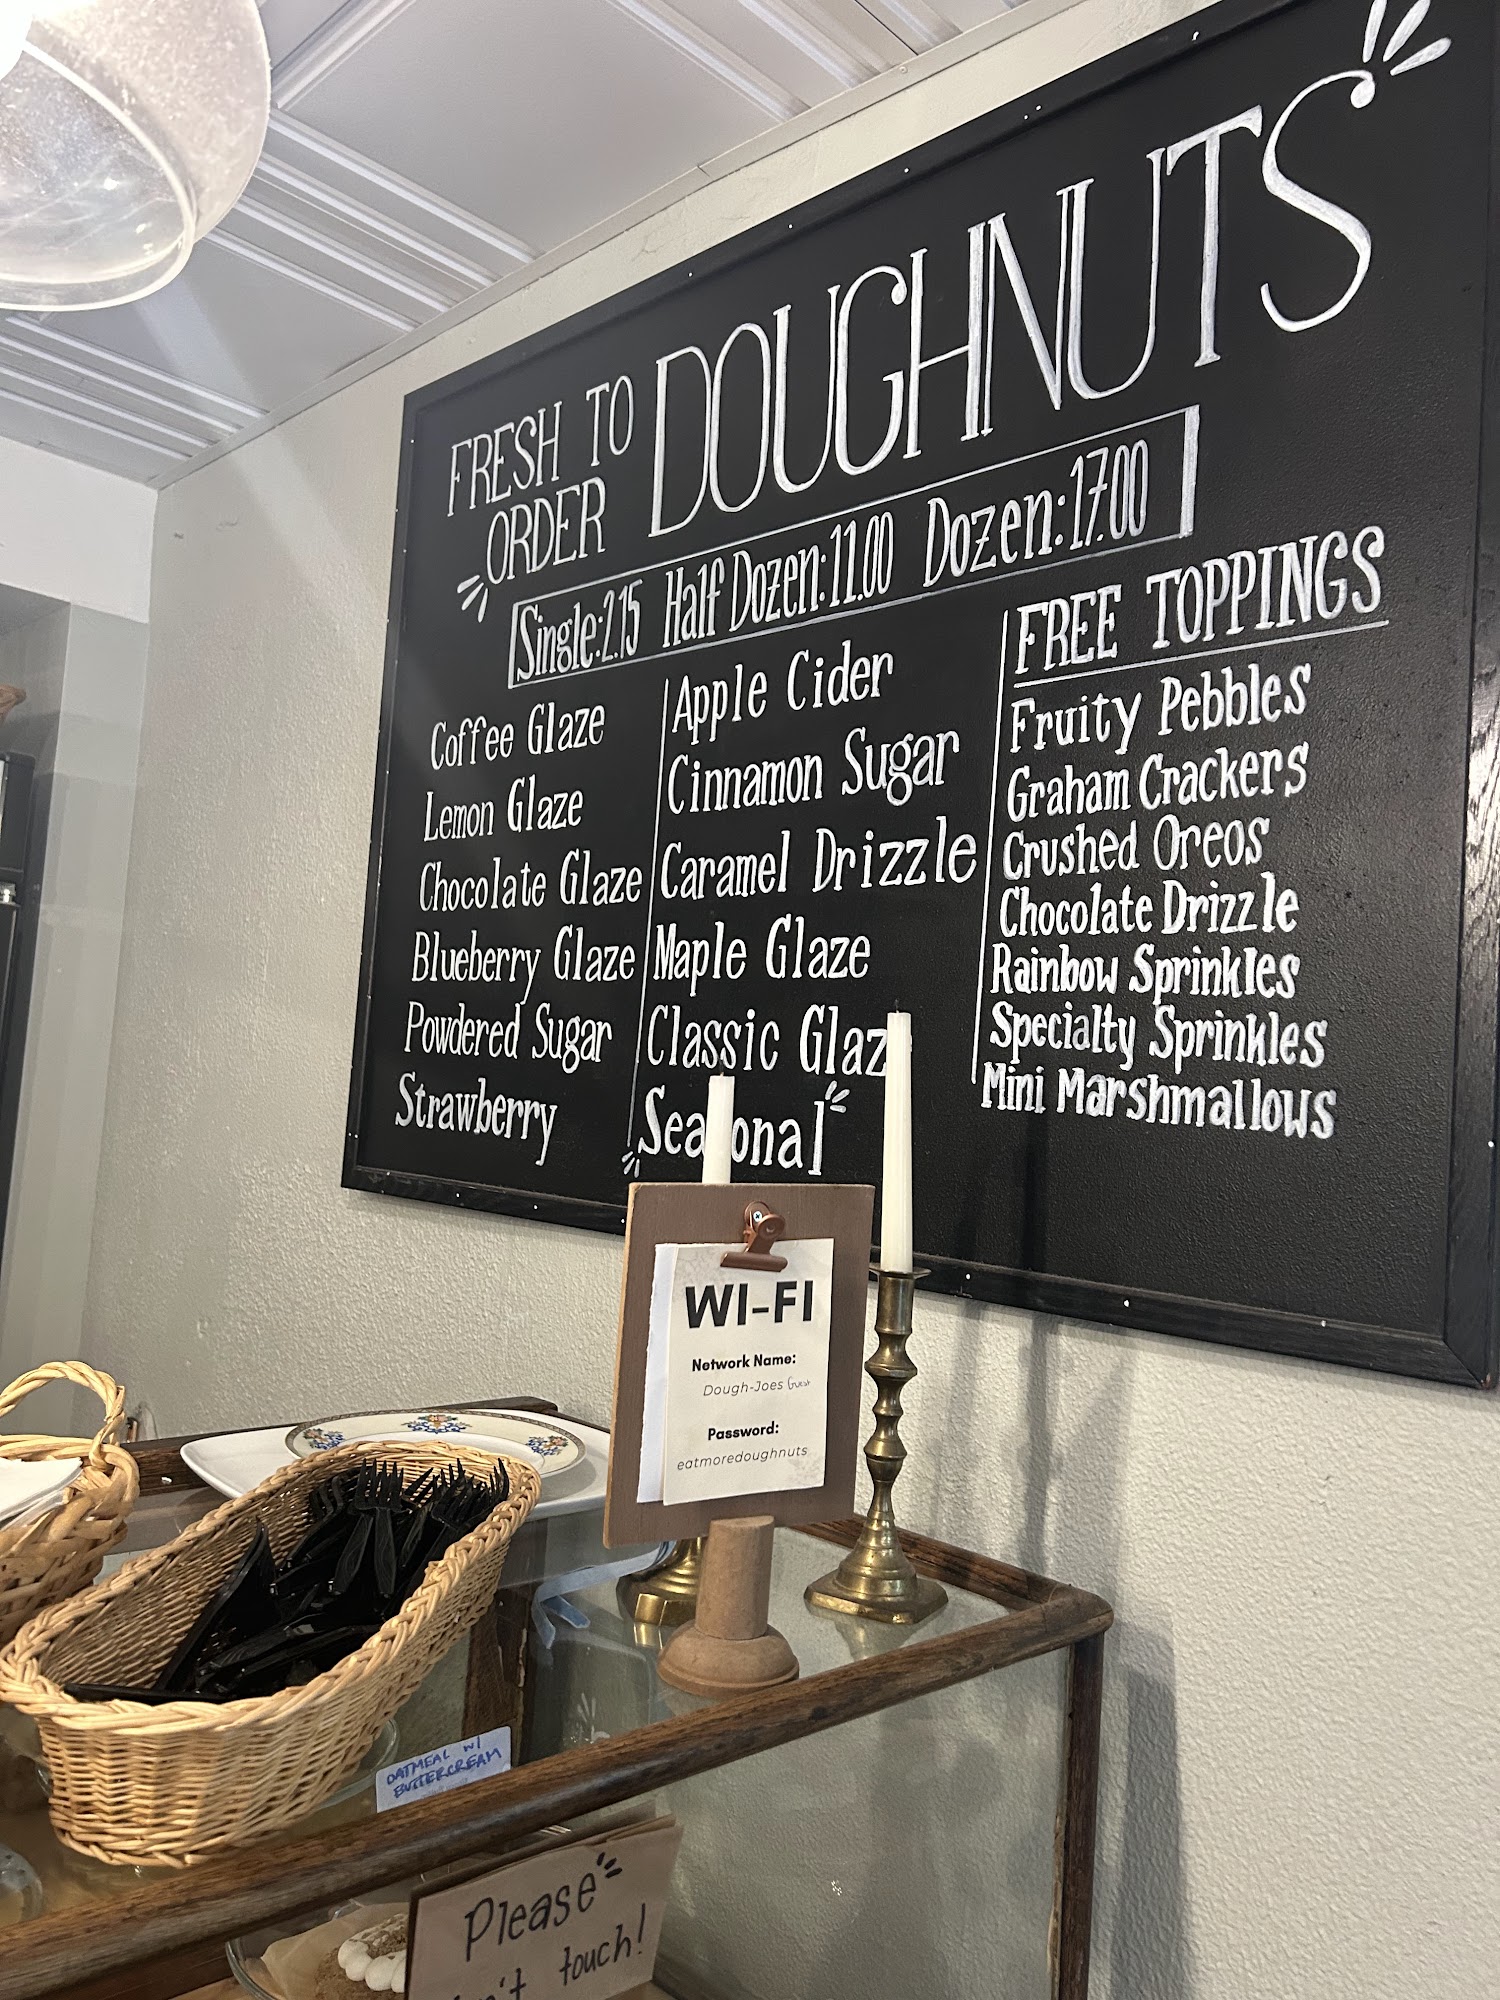 FRESH TO
ORDER
DOUGHNUTS
Single:2.15 Half Dozen:11.00 Dozen:17.00
Coffee Glaze
Lemon Glaze
Chocolate Glaze
Blueberry Glaze
Powdered Sugar
Strawberry
Apple Cider
Cinnamon Sugar
Caramel Drizzle
Maple Glaze
Classic Glaz
Seasonal
FREE TOPPINGS
Fruity Pebbles
Graham Crackers
Crushed Oreos
Chocolate Drizzle
Rainbow Sprinkles
Specialty Sprinkles
Mini Marshmallows
WI-FI
Network Name:
Dough-Joes Guest
Password:
eatmoredoughnuts
OATMEAL W/
BUTTERCREAM
Please
touch!